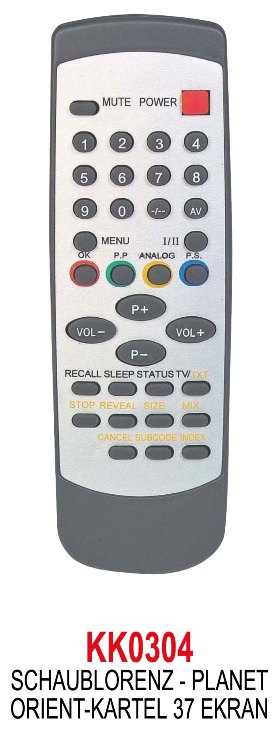 MUTE POWER
1 2 3 4
5 6 7 8
9 0 -/-- AV
MENU I/II
OK P.P ANALOG P.S.
P+
VOL- VOL+
P-
RECALL SLEEP STATUS TV/TXT
STOP REVEAL SIZE MIX
CANCEL SUBCODE INDEX
KK0304
SCHAUBLORENZ - PLANET
ORIENT-KARTEL 37 EKRAN